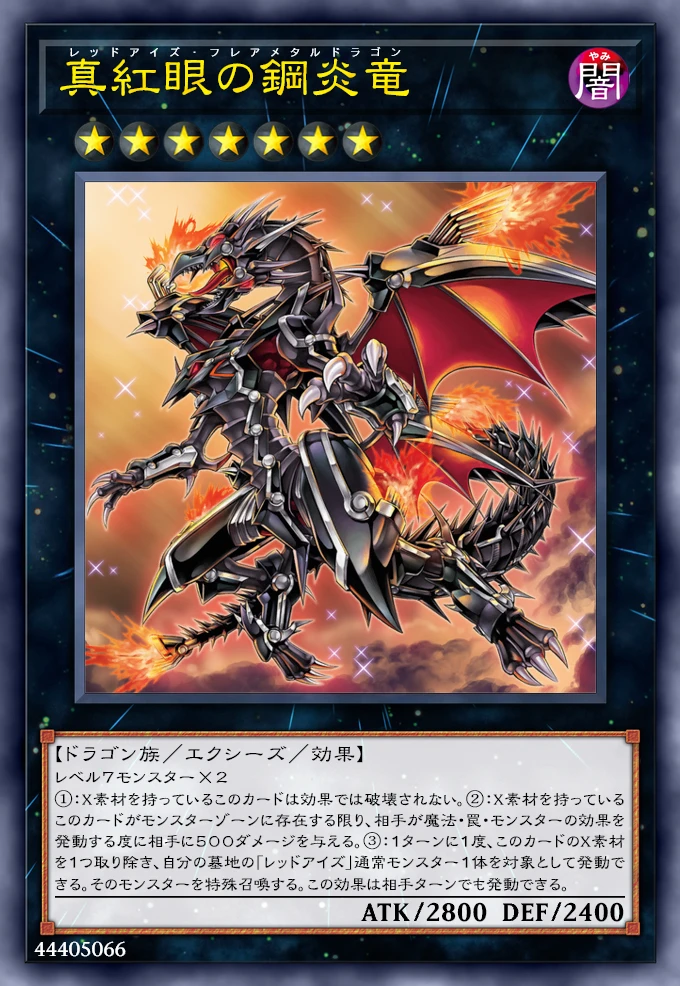 レッドアイズ・フレアメタルドラゴン
真紅眼の鋼炎竜
やみ
闇
【ドラゴン族／エクシーズ／効果】
レベル7モンスター×2
①：X素材を持っているこのカードは効果では破壊されない。②：X素材を持っている
このカードがモンスターゾーンに存在する限り、相手が魔法・罠・モンスターの効果を
発動する度に相手に500ダメージを与える。③：1ターンに1度、このカードのX素材
を1つ取り除き、自分の墓地の「レッドアイズ」通常モンスター1体を対象として発動で
きる。そのモンスターを特殊召喚する。この効果は相手ターンでも発動できる。
ATK/2800 DEF/2400
44405066